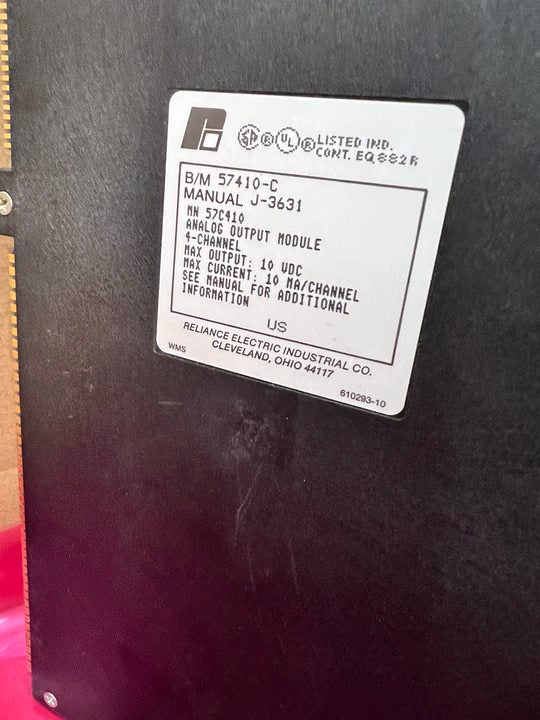 LISTED IND.
CONT. EQ 882R
B/M 57410-C
MANUAL J-3631
MN 57C410
ANALOG OUTPUT MODULE
4-CHANNEL
MAX OUTPUT: 10 VDC
MAX CURRENT: 10 MA/CHANNEL
SEE MANUAL FOR ADDITIONAL
INFORMATION
US
RELIANCE ELECTRIC INDUSTRIAL CO.
CLEVELAND, OHIO 44117
WMS
610293-10